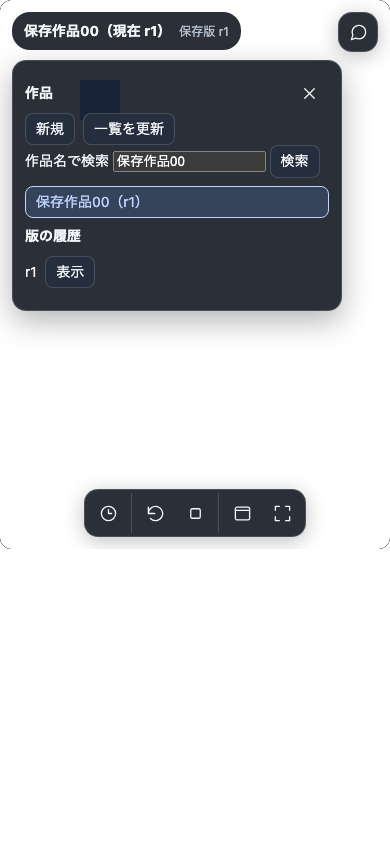 保存作品00（現在 r1） 保存版 r1
作品
新規 一覧を更新
作品名で検索 保存作品00 検索
保存作品00（r1）
版の履歴
r1 表示